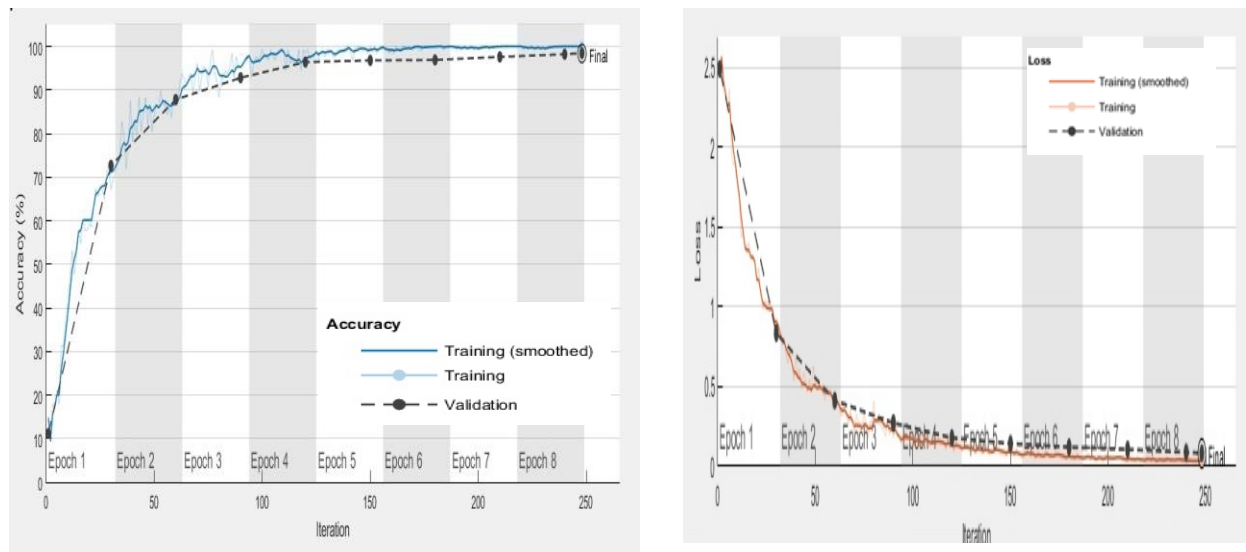 100
90
80
70
60
50
40
30
20
10
0
Accuracy (%)
Final
Accuracy
Training (smoothed)
Training
Validation
Epoch 1 Epoch 2 Epoch 3 Epoch 4 Epoch 5 Epoch 6 Epoch 7 Epoch 8
0 50 100 150 200 250
Iteration
2.5
2
1.5
1
0.5
0
Loss
Loss
Training (smoothed)
Training
Validation
Epoch 1 Epoch 2 Epoch 3 Epoch 4 Epoch 5 Epoch 6 Epoch 7 Epoch 8
Final
0 50 100 150 200 250
Iteration